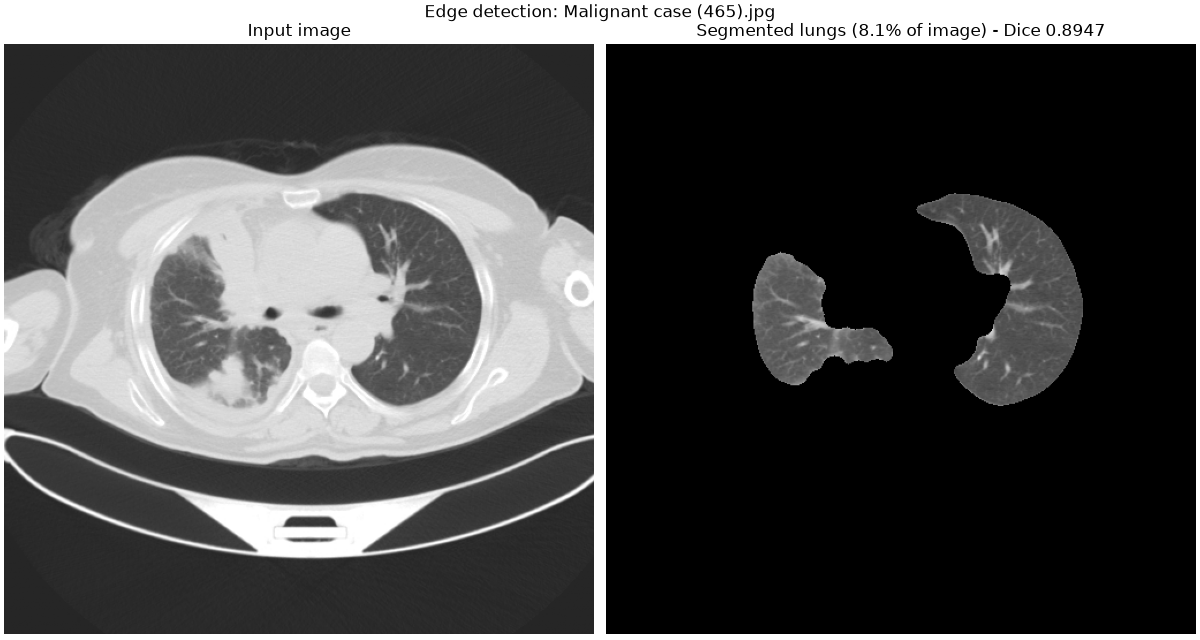 Edge detection: Malignant case (465).jpg
Input image
Segmented lungs (8.1% of image) - Dice 0.8947